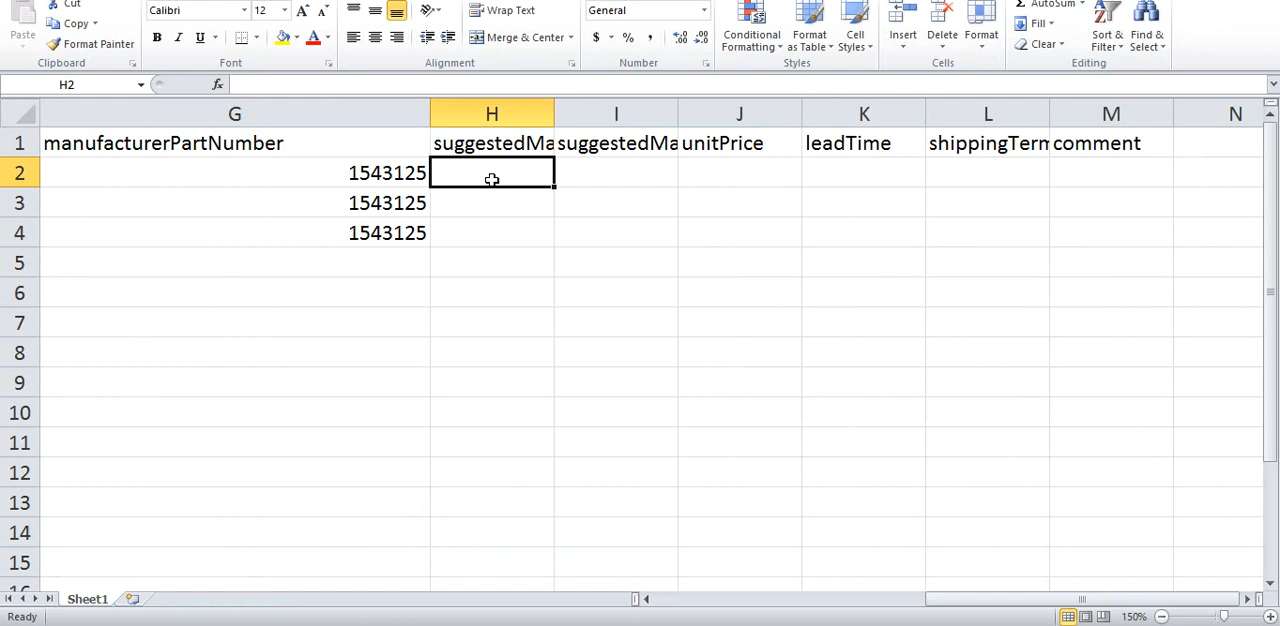 Cut Calibri 12 Wrap Text General Σ AutoSum
Paste Copy Fill
Format Painter B I U A Merge & Center $ % , Conditional Formatting Format as Table Cell Styles Insert Delete Format Clear Sort & Filter Find & Select
Clipboard Font Alignment Number Styles Cells Editing
H2 fx
G H I J K L M N
1 manufacturerPartNumber suggestedMa suggestedMa unitPrice leadTime shippingTerm comment
2 1543125
3 1543125
4 1543125
5
6
7
8
9
10
11
12
13
14
15
16
Sheet1
Ready 150%